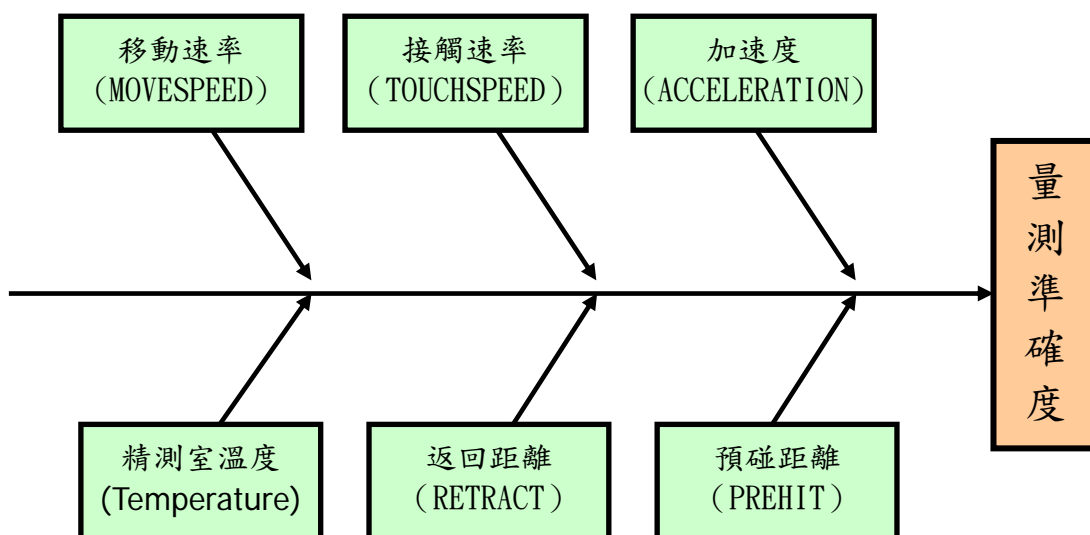 移動速率
(MOVESPEED)
接觸速率
(TOUCHSPEED)
加速度
(ACCELERATION)
量測準確度
精測室溫度
(Temperature)
返回距離
(RETRACT)
預碰距離
(PREHIT)